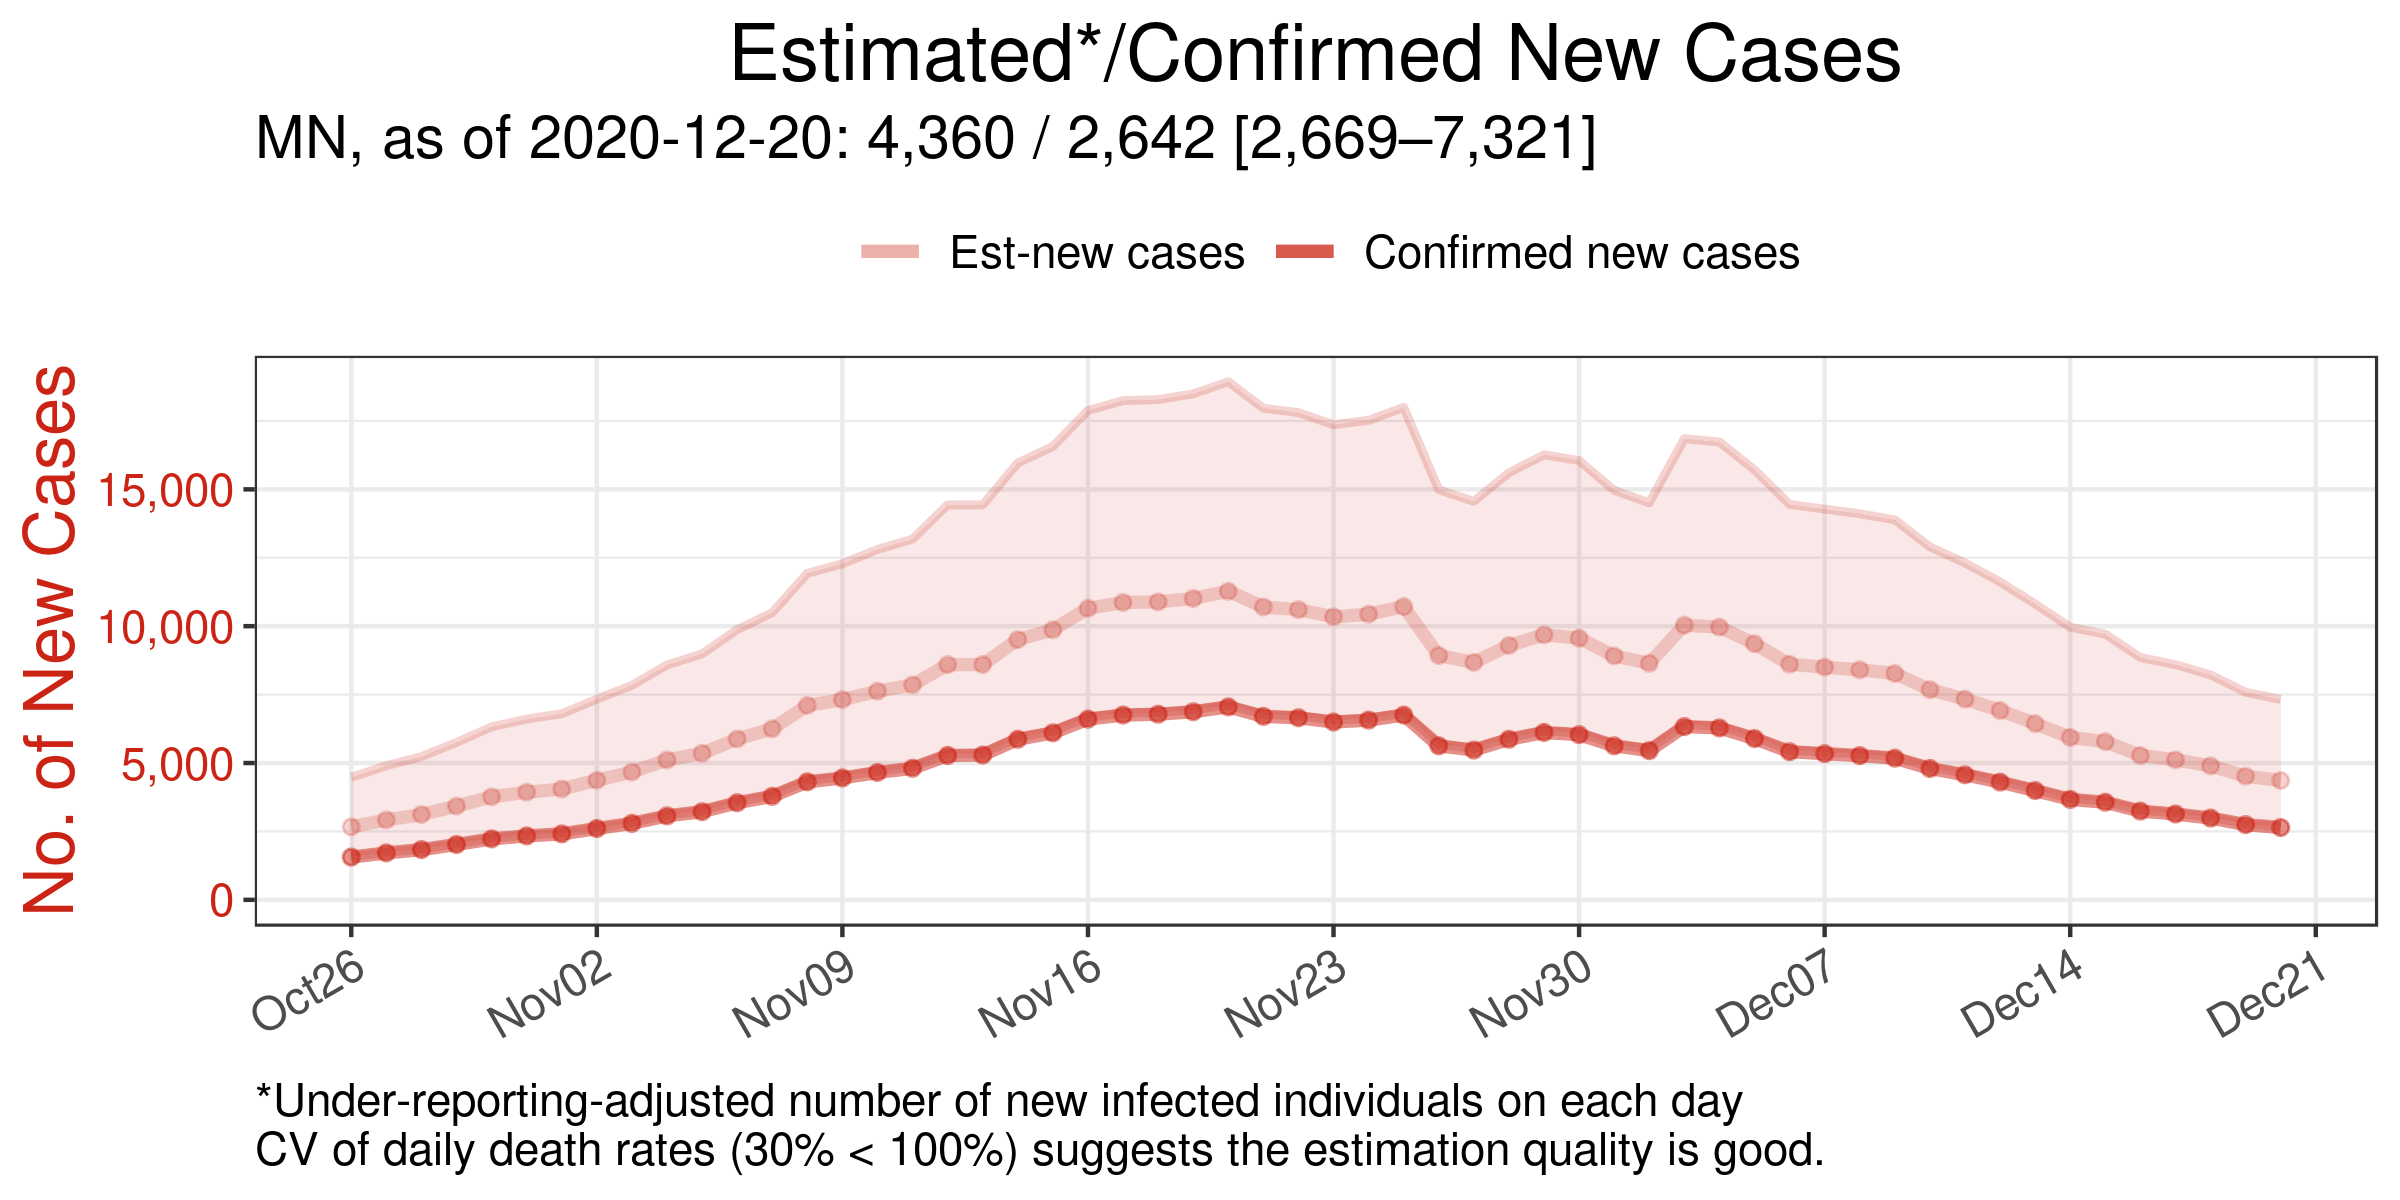 Estimated*/Confirmed New Cases
MN, as of 2020-12-20: 4,360 / 2,642 [2,669–7,321]
Est-new cases
Confirmed new cases
No. of New Cases
15,000
10,000
5,000
0
Oct26
Nov02
Nov09
Nov16
Nov23
Nov30
Dec07
Dec14
Dec21
*Under-reporting-adjusted number of new infected individuals on each day
CV of daily death rates (30% < 100%) suggests the estimation quality is good.